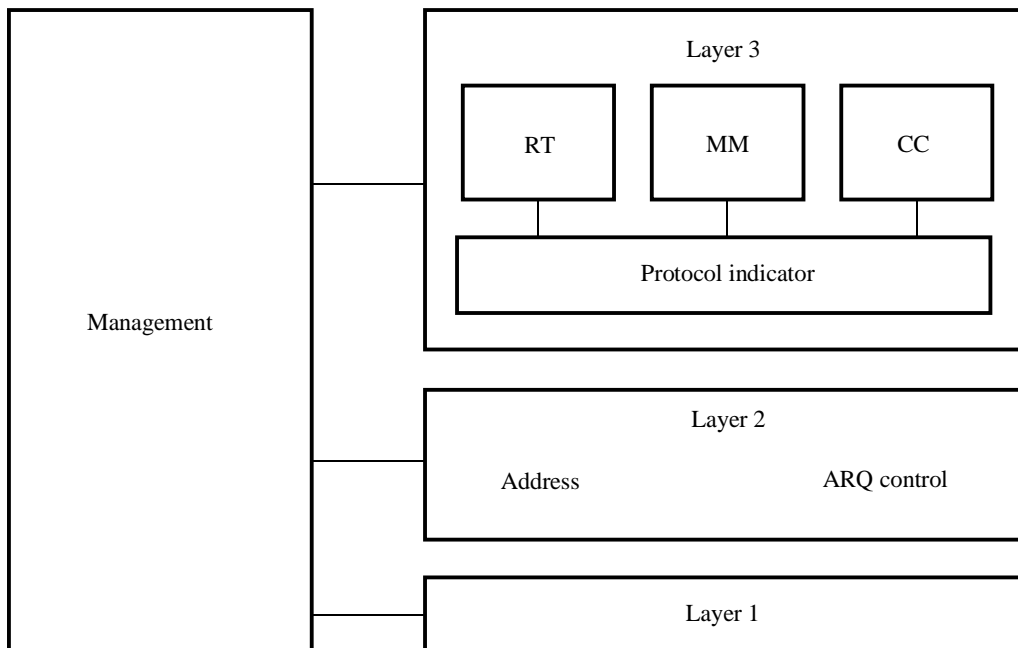 Layer 3
RT
MM
CC
Protocol indicator
Management
Layer 2
Address
ARQ control
Layer 1